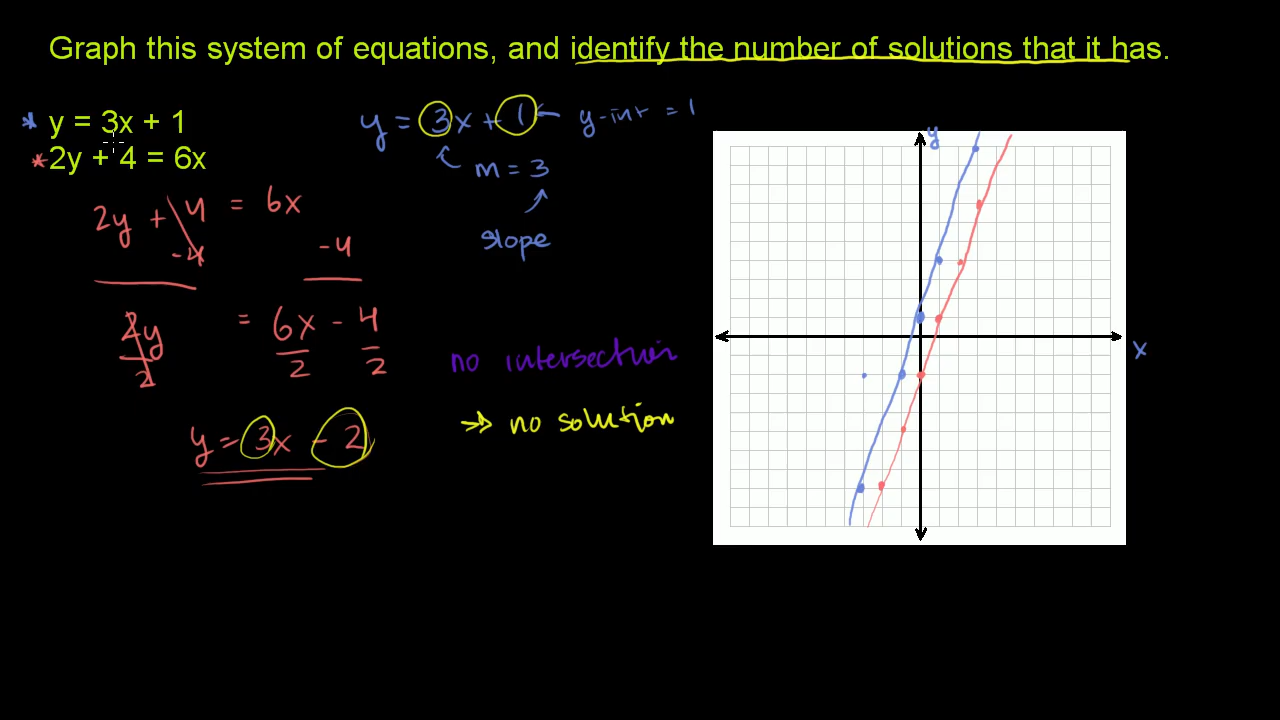 Graph this system of equations, and identify the number of solutions that it has.
* y = 3x + 1
* 2y + 4 = 6x
y = 3x + 1 ← y-int = 1
m = 3
slope
2y + 4 = 6x
-4 -4
2y = 6x - 4
2 2 2
y = 3x - 2
no intersection
→ no solution
y
x